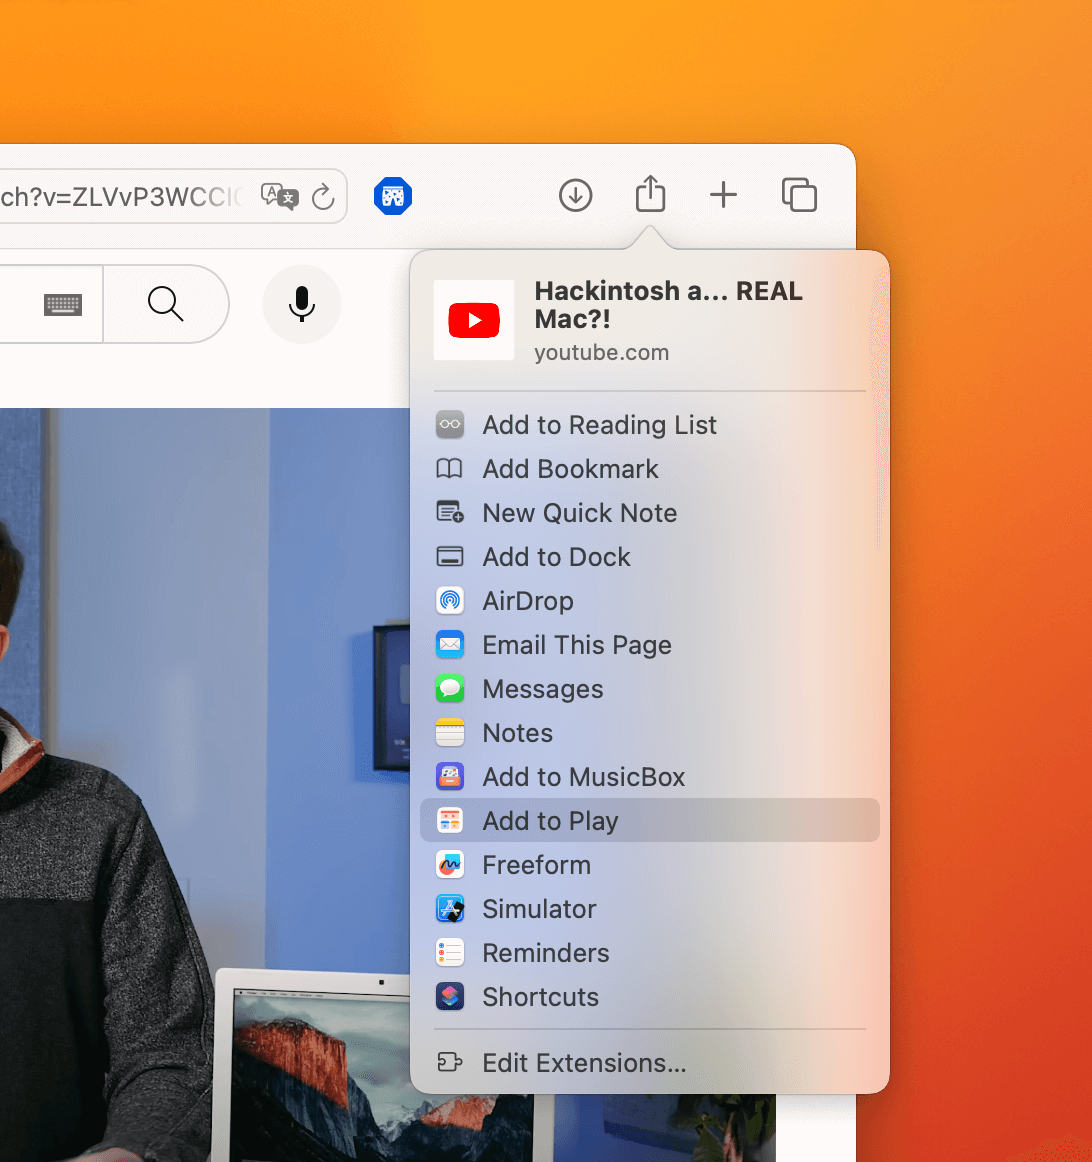 ch?v=ZLVvP3WCCI
Hackintosh a... REAL
Mac?!
youtube.com
Add to Reading List
Add Bookmark
New Quick Note
Add to Dock
AirDrop
Email This Page
Messages
Notes
Add to MusicBox
Add to Play
Freeform
Simulator
Reminders
Shortcuts
Edit Extensions...